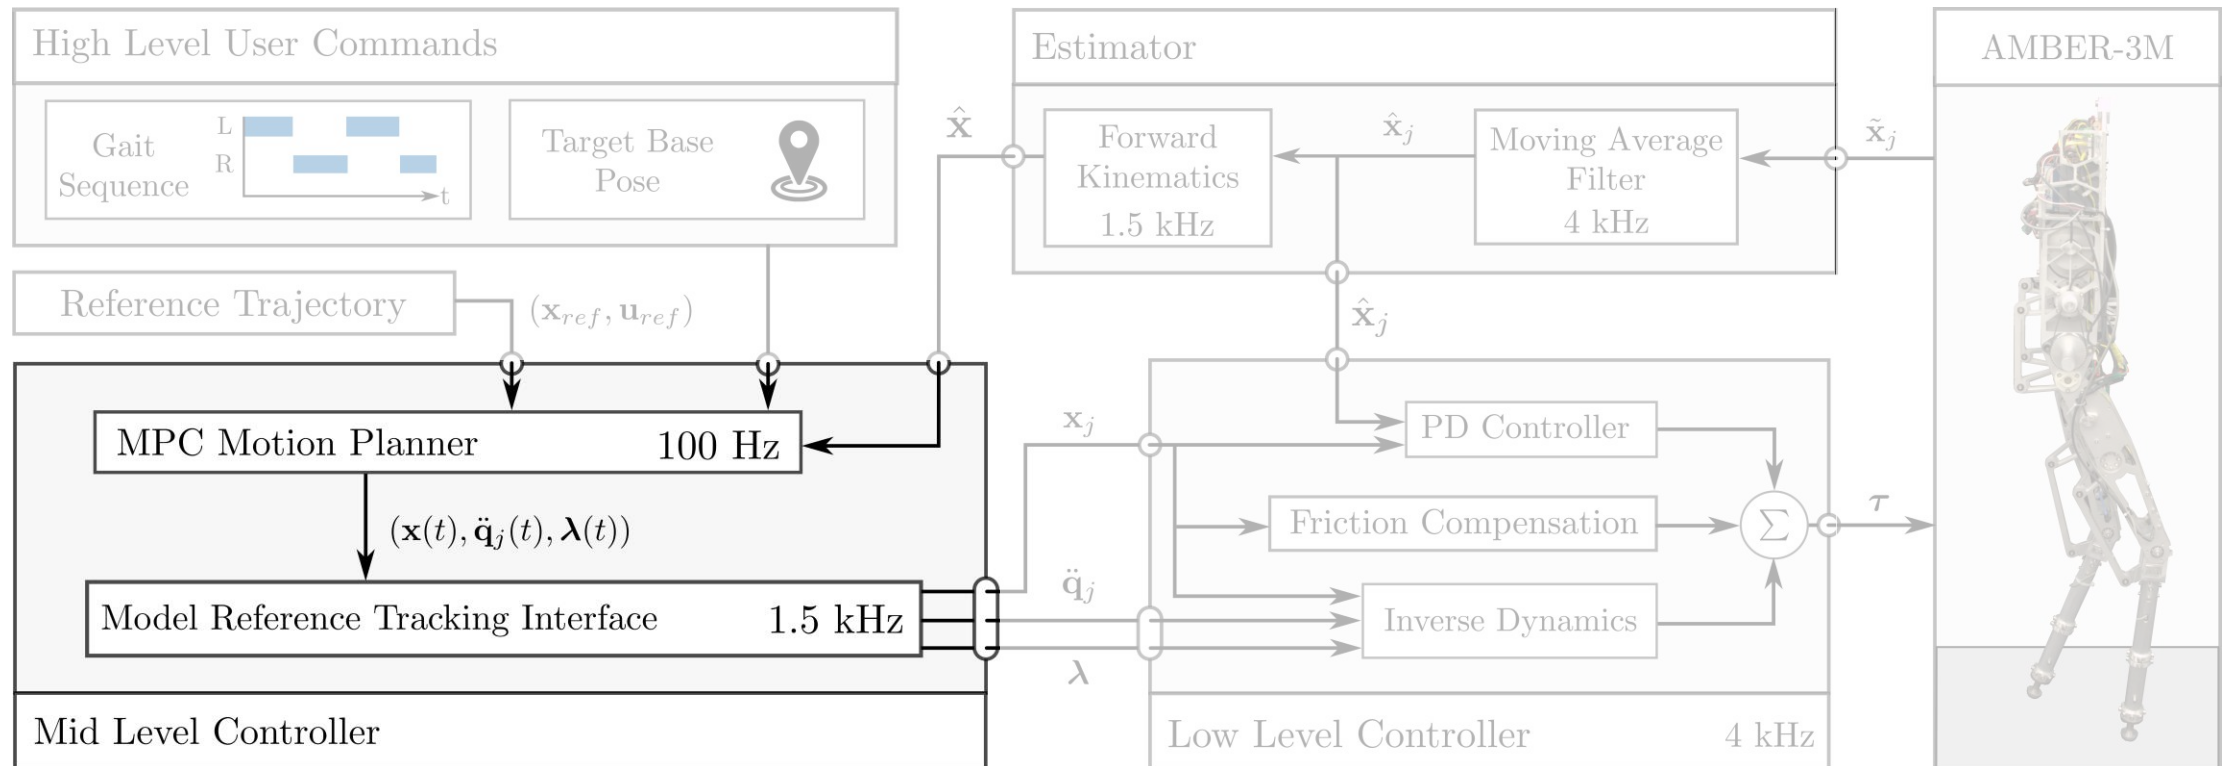 High Level User Commands
Gait
Sequence
L
R
t
Target Base
Pose
Reference Trajectory
(x_ref, u_ref)
x̂
Estimator
Forward
Kinematics
1.5 kHz
x̂_j
Moving Average
Filter
4 kHz
x̃_j
AMBER-3M
x̂_j
MPC Motion Planner 100 Hz
(x(t), q̈_j(t), λ(t))
Model Reference Tracking Interface 1.5 kHz
Mid Level Controller
x_j
q̈_j
λ
PD Controller
Friction Compensation
Inverse Dynamics
Σ
τ
Low Level Controller 4 kHz